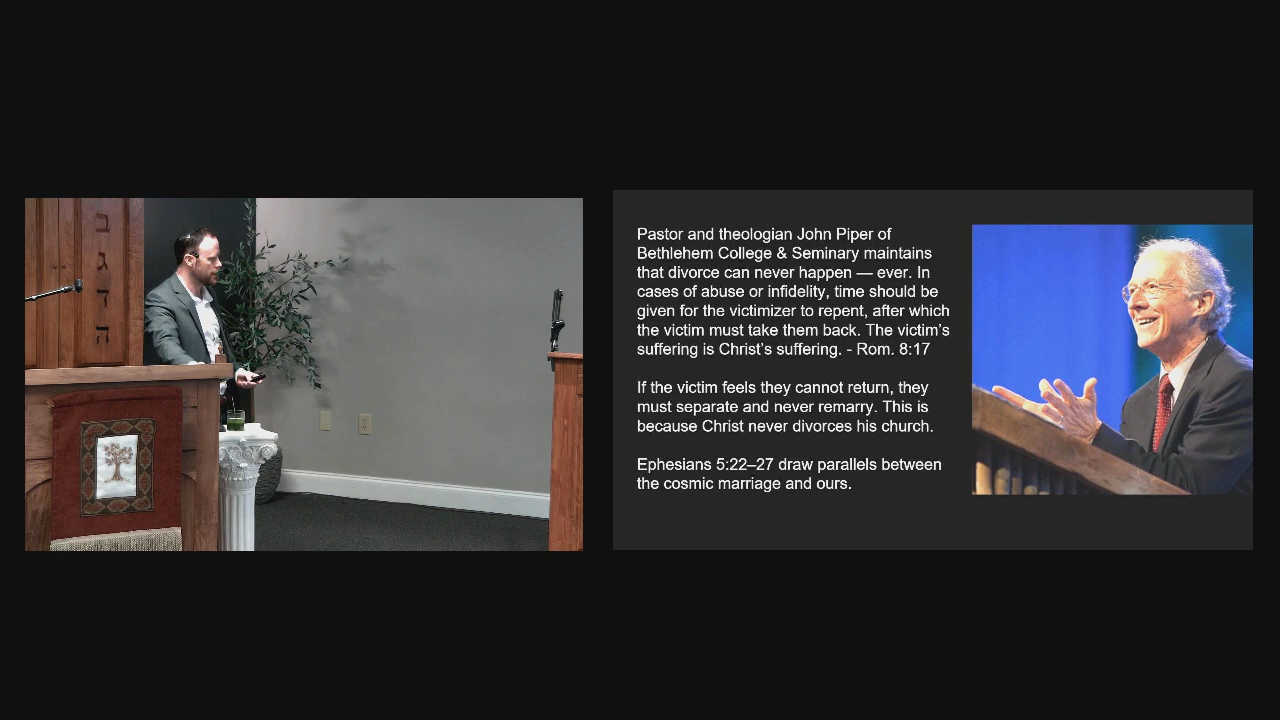 ב
ג
ד
ה
Pastor and theologian John Piper of
Bethlehem College & Seminary maintains
that divorce can never happen — ever. In
cases of abuse or infidelity, time should be
given for the victimizer to repent, after which
the victim must take them back. The victim’s
suffering is Christ’s suffering. - Rom. 8:17
If the victim feels they cannot return, they
must separate and never remarry. This is
because Christ never divorces his church.
Ephesians 5:22–27 draw parallels between
the cosmic marriage and ours.